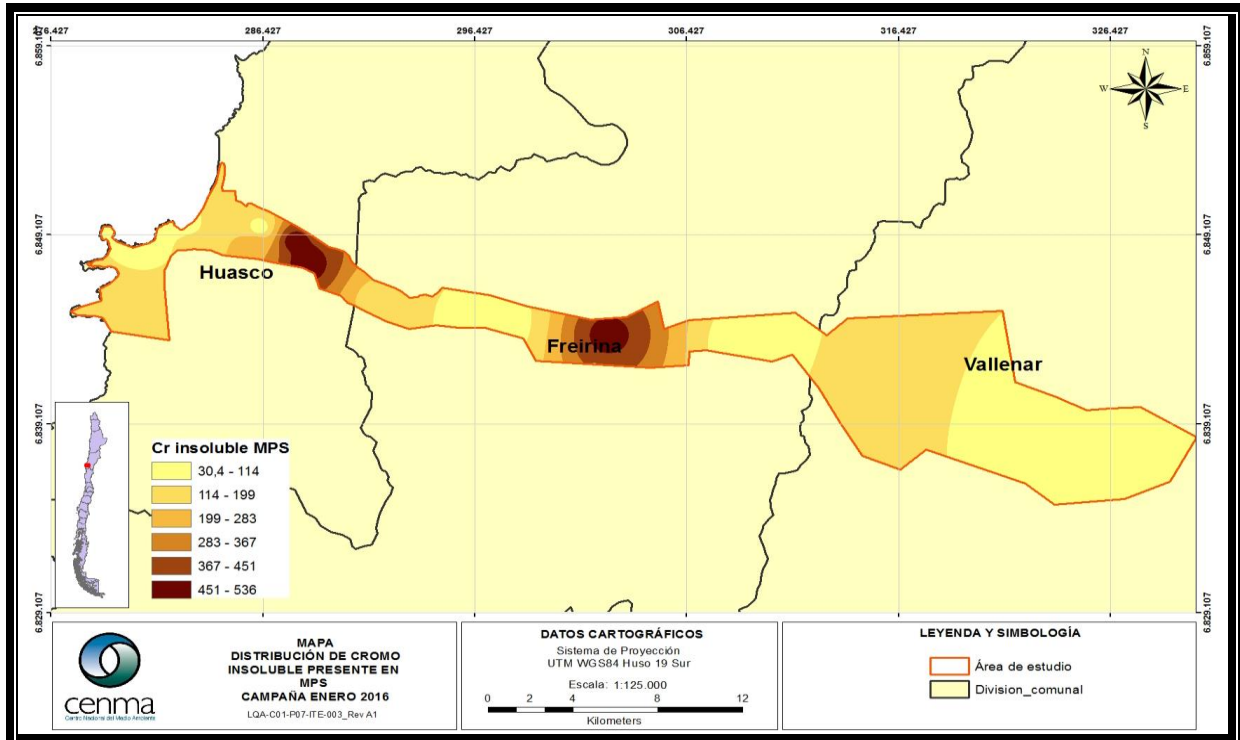 276.427 286.427 296.427 306.427 316.427 326.427
6.859.107 6.859.107
N
W E
S
6.849.107 6.849.107
Huasco
Freirina
Vallenar
6.839.107 6.839.107
Cr insoluble MPS
30,4 - 114
114 - 199
199 - 283
283 - 367
367 - 451
451 - 536
6.829.107 6.829.107
cenma
Centro Nacional del Medio Ambiente
MAPA
DISTRIBUCIÓN DE CROMO
INSOLUBLE PRESENTE EN
MPS
CAMPAÑA ENERO 2016
LQA-C01-P07-ITE-003_Rev A1
DATOS CARTOGRÁFICOS
Sistema de Proyección
UTM WGS84 Huso 19 Sur
Escala: 1:125.000
0 2 4 8 12
Kilometers
LEYENDA Y SIMBOLOGÍA
Área de estudio
Division_comunal